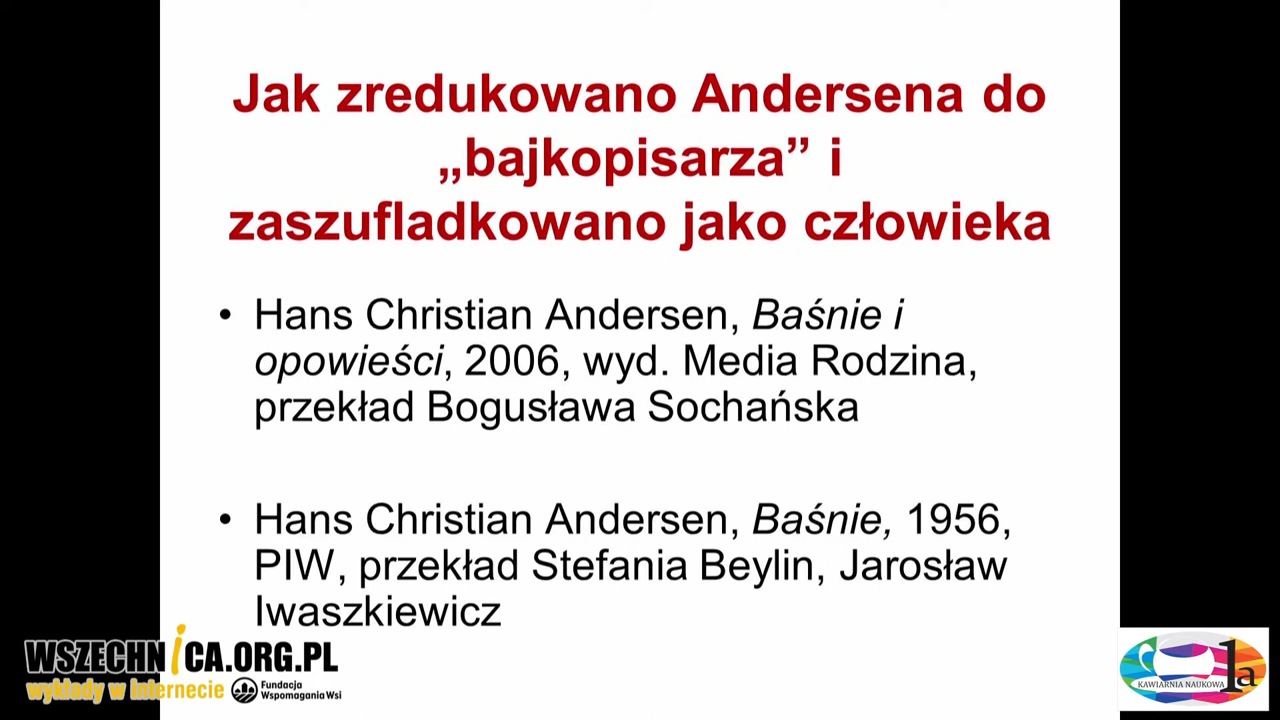 Jak zredukowano Andersena do
„bajkopisarza” i
zaszufladkowano jako człowieka
• Hans Christian Andersen, Baśnie i
opowieści, 2006, wyd. Media Rodzina,
przekład Bogusława Sochańska
• Hans Christian Andersen, Baśnie, 1956,
PIW, przekład Stefania Beylin, Jarosław
Iwaszkiewicz
WSZECHNiCA.ORG.PL
wykłady w internecie
Fundacja
Wspomagania Wsi
KAWIARNIA NAUKOWA 1a